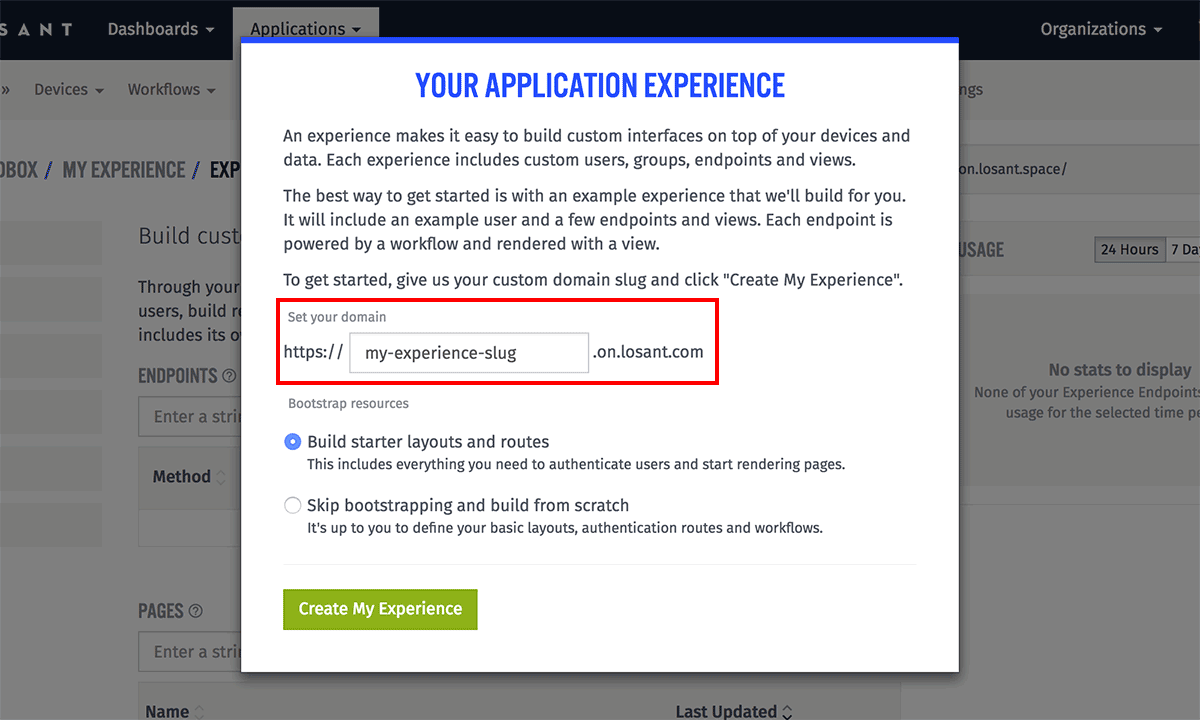 SANT Dashboards Applications Organizations
» Devices Workflows ngs
DBOX / MY EXPERIENCE / EXP
on.losant.space/
Build cust
USAGE 24 Hours 7 Da
Through your
users, build r
includes its o
ENDPOINTS ?
Enter a stri
Method
No stats to display
None of your Experience Endpoints
usage for the selected time pe
PAGES ?
Enter a stri
Name Last Updated
YOUR APPLICATION EXPERIENCE
An experience makes it easy to build custom interfaces on top of your devices and
data. Each experience includes custom users, groups, endpoints and views.
The best way to get started is with an example experience that we'll build for you.
It will include an example user and a few endpoints and views. Each endpoint is
powered by a workflow and rendered with a view.
To get started, give us your custom domain slug and click "Create My Experience".
Set your domain
https:// my-experience-slug .on.losant.com
Bootstrap resources
Build starter layouts and routes
This includes everything you need to authenticate users and start rendering pages.
Skip bootstrapping and build from scratch
It's up to you to define your basic layouts, authentication routes and workflows.
Create My Experience